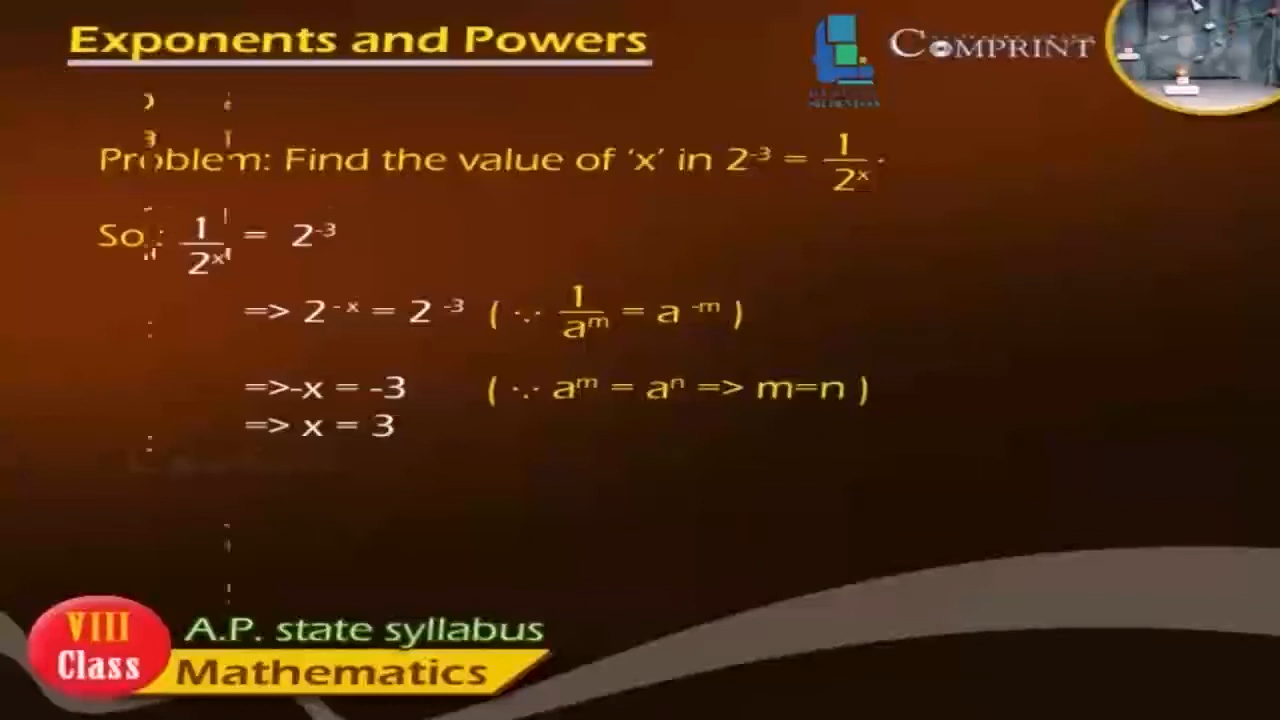 Exponents and Powers
COMPRINT
Problem: Find the value of ‘x’ in 2⁻³ = 1/2ˣ.
Sol: 1/2ˣ = 2⁻³
=> 2⁻ˣ = 2⁻³ ( ∵ 1/aᵐ = a⁻ᵐ )
=>-x = -3 ( ∵ aᵐ = aⁿ => m=n )
=> x = 3
VIII
Class
A.P. state syllabus
Mathematics